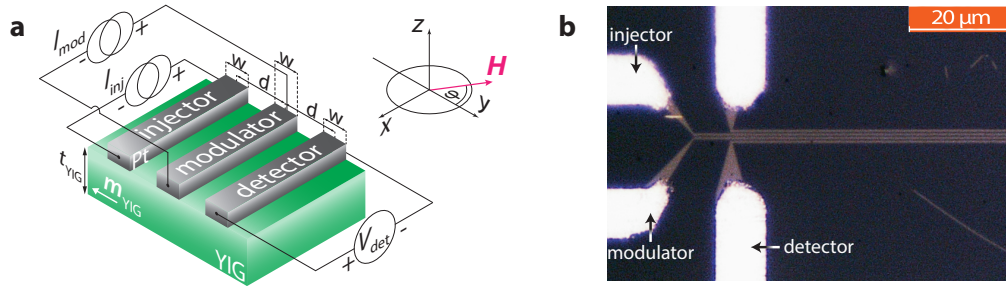 a
I_mod
+
-
I_inj
+
-
w
w
d
d
w
injector
modulator
detector
Pt
t_YIG
m_YIG
YIG
V_det
+
-
z
H
φ
y
x
b
20 μm
injector
modulator
detector